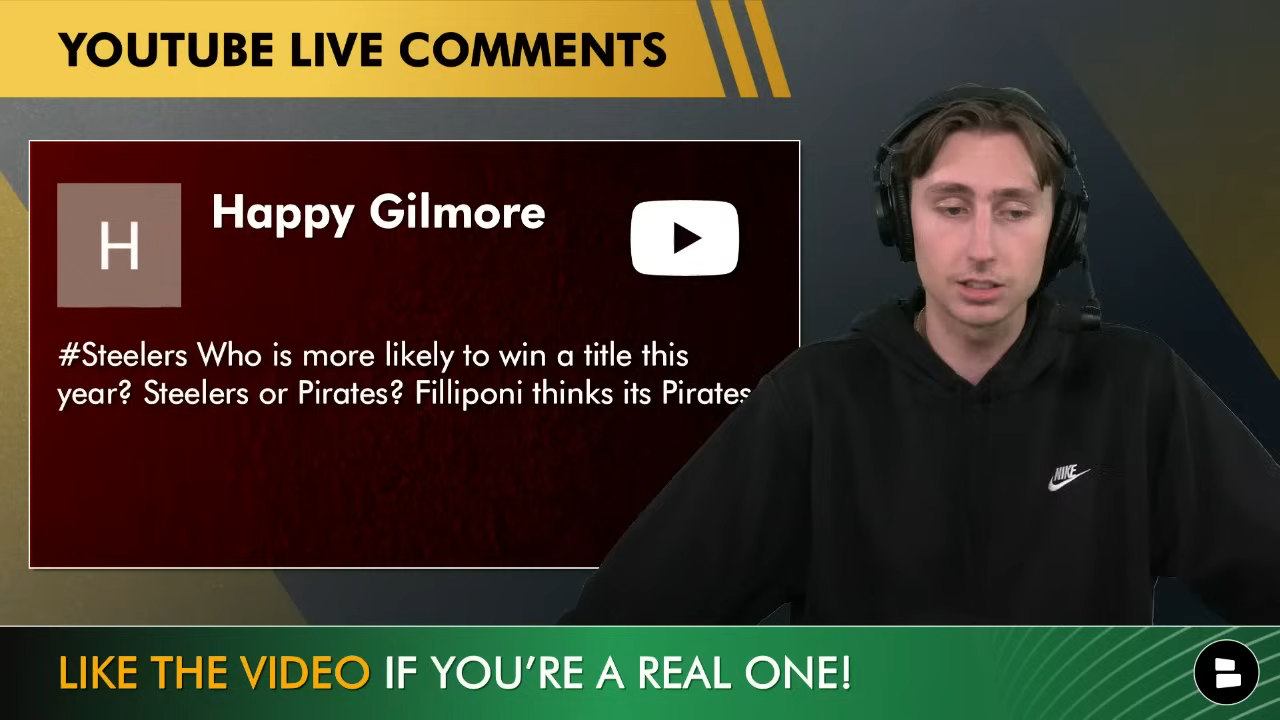 YOUTUBE LIVE COMMENTS
H
Happy Gilmore
#Steelers Who is more likely to win a title this
year? Steelers or Pirates? Filliponi thinks its Pirates
NIKE
LIKE THE VIDEO IF YOU'RE A REAL ONE!